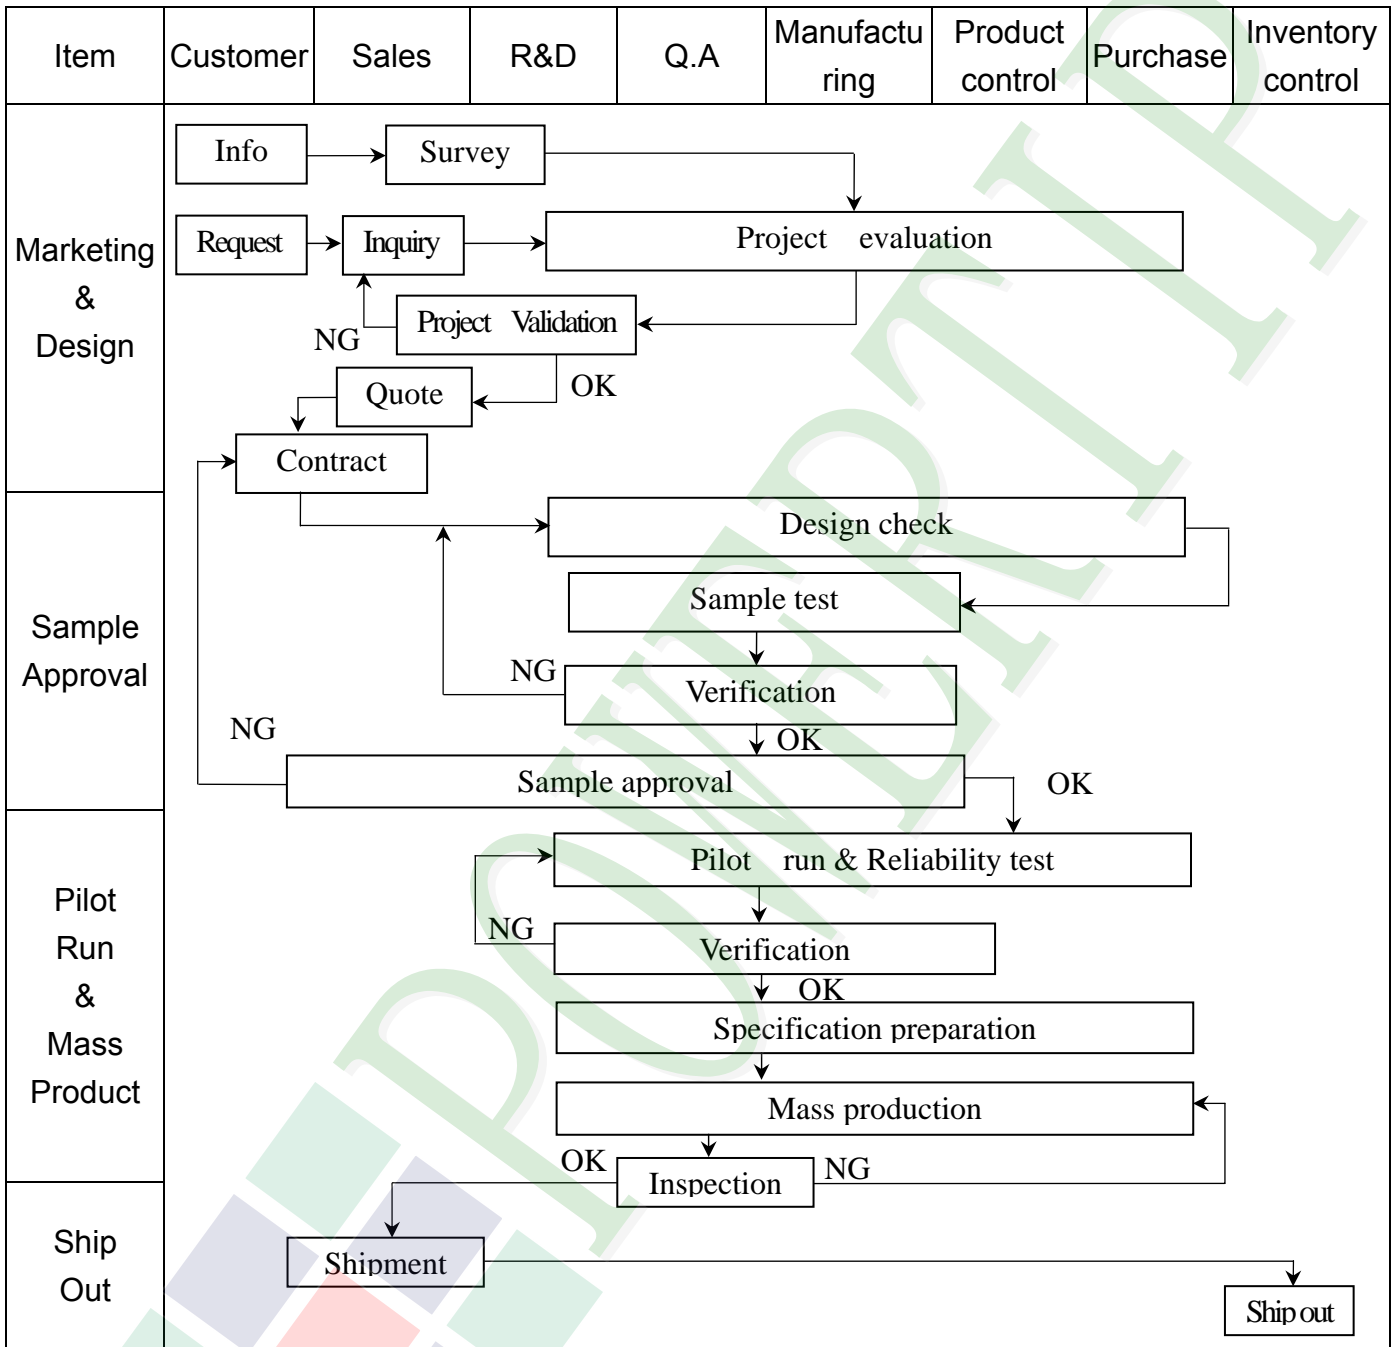 Item Customer Sales R&D Q.A Manufactu Product Purchase Inventory
ring control control
Marketing
&
Design
Info Survey
Request Inquiry Project evaluation
NG Project Validation
Quote OK
Contract
Sample
Approval
Design check
Sample test
NG Verification
NG OK
Sample approval OK
Pilot
Run
&
Mass
Product
Pilot run & Reliability test
NG Verification
OK
Specification preparation
Mass production
OK Inspection NG
Ship
Out
Shipment
Ship out
POWERTIP